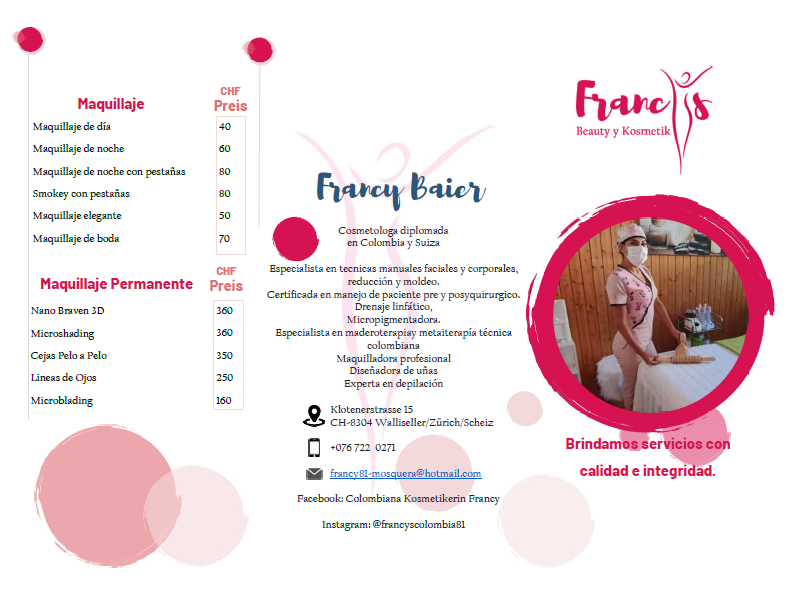 Maquillaje
CHF
Preis
Maquillaje de día 40
Maquillaje de noche 60
Maquillaje de noche con pestañas 80
Smokey con pestañas 80
Maquillaje elegante 50
Maquillaje de boda 70
Maquillaje Permanente
CHF
Preis
Nano Braven 3D 360
Microshading 360
Cejas Pelo a Pelo 350
Lineas de Ojos 250
Microblading 160
Francy Baier
Cosmetologa diplomada
en Colombia y Suiza
Especialista en tecnicas manuales faciales y corporales,
reducción y moldeo.
Certificada en manejo de paciente pre y posyquirurgico.
Drenaje linfático,
Micropigmentadora.
Especialista en maderoterapiay metaiterapía técnica
colombiana
Maquilladora profesional
Diseñadora de uñas
Experta en depilación
Klotenerstrasse 15
CH-8304 Walliseller/Zürich/Scheiz
+076 722 0271
francy81-mosquera@hotmail.com
Facebook: Colombiana Kosmetikerin Francy
Instagram: @francyscolombia81
Francys
Beauty y Kosmetik
Brindamos servicios con
calidad e integridad.